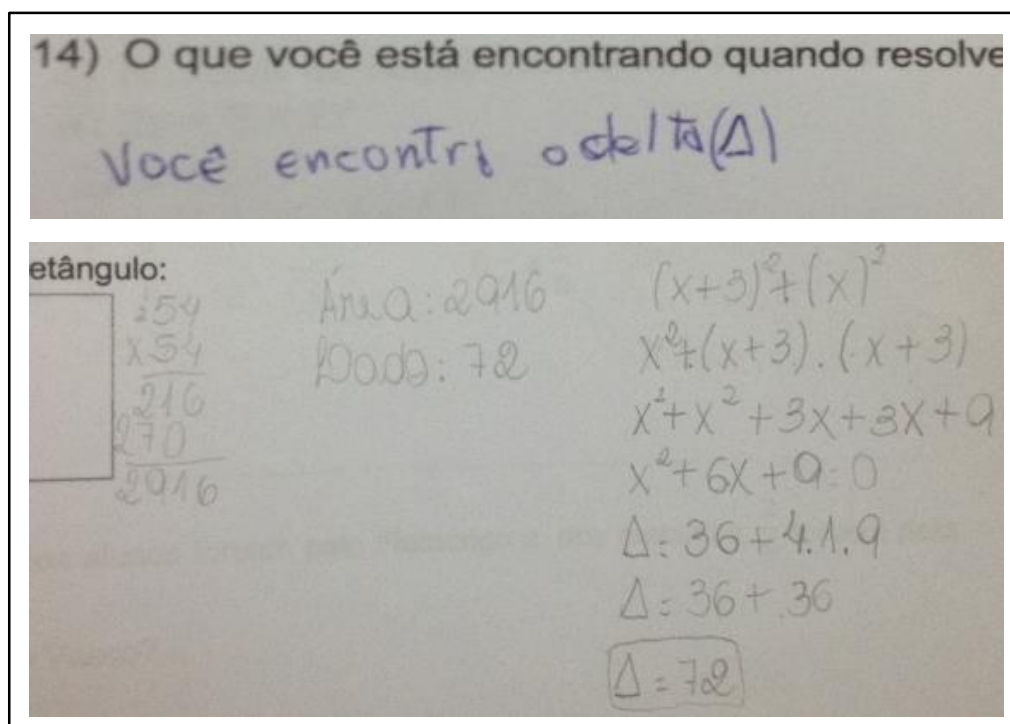 14) O que você está encontrando quando resolve
Você encontra o delta (Δ)
etângulo:
254
x54
216
270
2916
Área: 2916
Lado: 72
(x+3)²+(x)²
x²+(x+3).(x+3)
x²+x²+3x+3x+9
x²+6x+9=0
Δ=36+4.1.9
Δ=36+36
Δ=72